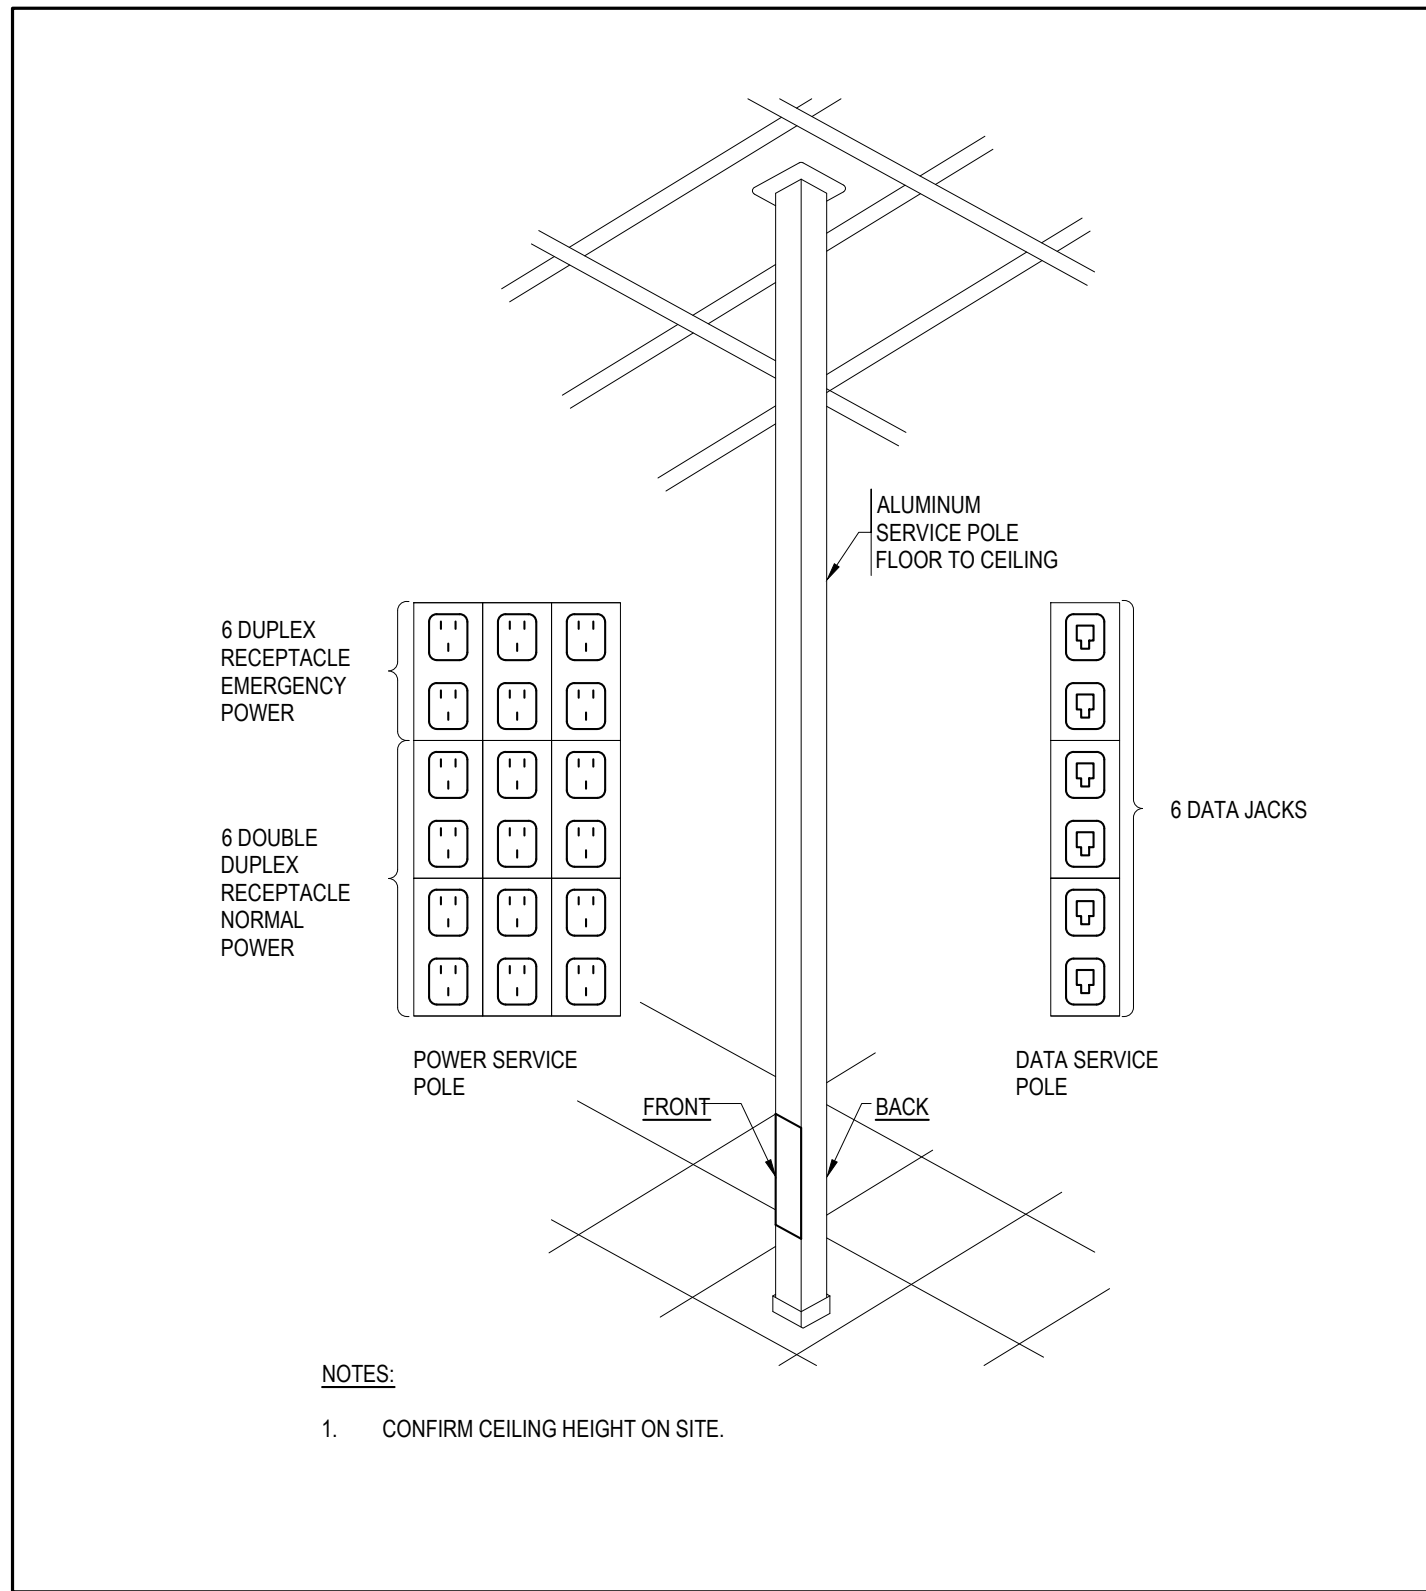 ALUMINUM
SERVICE POLE
FLOOR TO CEILING
6 DUPLEX
RECEPTACLE
EMERGENCY
POWER
6 DOUBLE
DUPLEX
RECEPTACLE
NORMAL
POWER
6 DATA JACKS
POWER SERVICE
POLE
DATA SERVICE
POLE
FRONT
BACK
NOTES:
1. CONFIRM CEILING HEIGHT ON SITE.